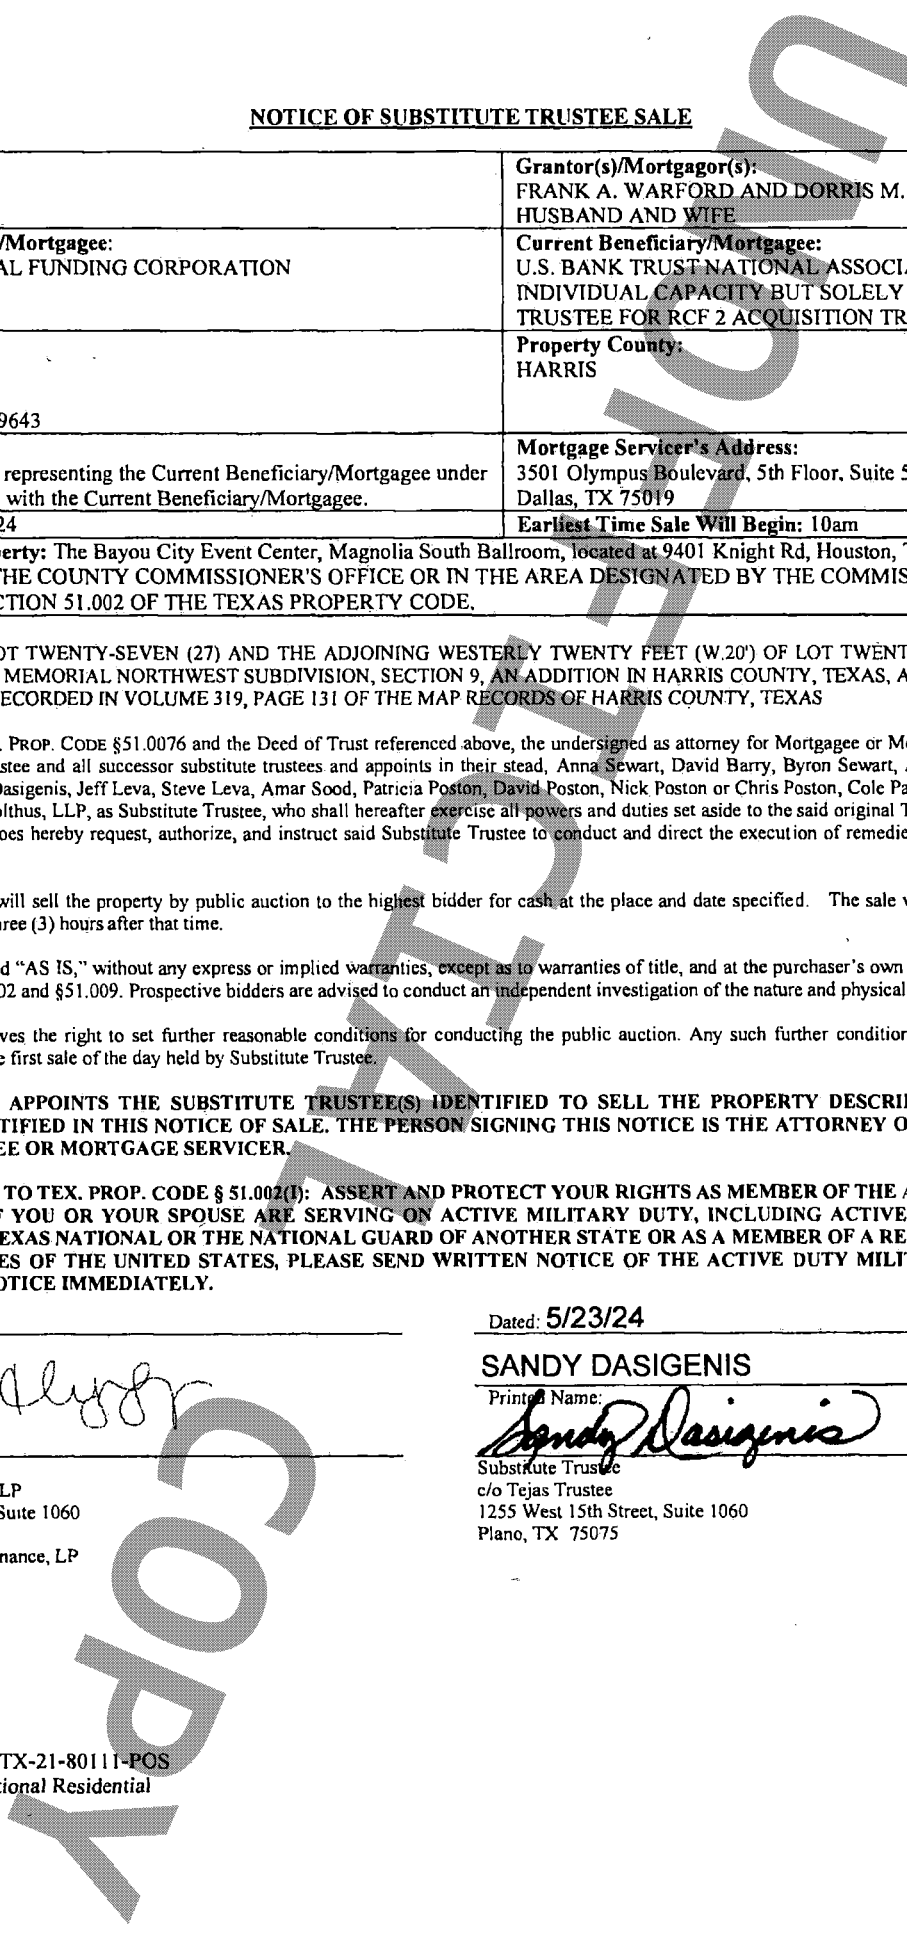 NOTICE OF SUBSTITUTE TRUSTEE SALE
Grantor(s)/Mortgagor(s):
FRANK A. WARFORD AND DORRIS M.
HUSBAND AND WIFE
/Mortgagee:
AL FUNDING CORPORATION
Current Beneficiary/Mortgagee:
U.S. BANK TRUST NATIONAL ASSOCI
INDIVIDUAL CAPACITY BUT SOLELY
TRUSTEE FOR RCF 2 ACQUISITION TR
Property County:
HARRIS
9643
representing the Current Beneficiary/Mortgagee under
with the Current Beneficiary/Mortgagee.
Mortgage Servicer's Address:
3501 Olympus Boulevard, 5th Floor, Suite 5
Dallas, TX 75019
24
Earliest Time Sale Will Begin: 10am
erty: The Bayou City Event Center, Magnolia South Ballroom, located at 9401 Knight Rd, Houston,
THE COUNTY COMMISSIONER'S OFFICE OR IN THE AREA DESIGNATED BY THE COMMIS
CTION 51.002 OF THE TEXAS PROPERTY CODE.
OT TWENTY-SEVEN (27) AND THE ADJOINING WESTERLY TWENTY FEET (W.20') OF LOT TWENT
MEMORIAL NORTHWEST SUBDIVISION, SECTION 9, AN ADDITION IN HARRIS COUNTY, TEXAS, A
ECORDED IN VOLUME 319, PAGE 131 OF THE MAP RECORDS OF HARRIS COUNTY, TEXAS
. PROP. CODE §51.0076 and the Deed of Trust referenced above, the undersigned as attorney for Mortgagee or Mo
stee and all successor substitute trustees and appoints in their stead, Anna Sewart, David Barry, Byron Sewart,
Dasigenis, Jeff Leva, Steve Leva, Amar Sood, Patricia Poston, David Poston, Nick Poston or Chris Poston, Cole Pa
olthus, LLP, as Substitute Trustee, who shall hereafter exercise all powers and duties set aside to the said original T
oes hereby request, authorize, and instruct said Substitute Trustee to conduct and direct the execution of remedie
will sell the property by public auction to the highest bidder for cash at the place and date specified. The sale w
ree (3) hours after that time.
d "AS IS," without any express or implied warranties, except as to warranties of title, and at the purchaser's own
02 and §51.009. Prospective bidders are advised to conduct an independent investigation of the nature and physical
ves the right to set further reasonable conditions for conducting the public auction. Any such further condition
e first sale of the day held by Substitute Trustee.
APPOINTS THE SUBSTITUTE TRUSTEE(S) IDENTIFIED TO SELL THE PROPERTY DESCRI
TIFIED IN THIS NOTICE OF SALE. THE PERSON SIGNING THIS NOTICE IS THE ATTORNEY O
EE OR MORTGAGE SERVICER.
TO TEX. PROP. CODE § 51.002(I): ASSERT AND PROTECT YOUR RIGHTS AS MEMBER OF THE A
F YOU OR YOUR SPOUSE ARE SERVING ON ACTIVE MILITARY DUTY, INCLUDING ACTIVE
EXAS NATIONAL OR THE NATIONAL GUARD OF ANOTHER STATE OR AS A MEMBER OF A RE
ES OF THE UNITED STATES, PLEASE SEND WRITTEN NOTICE OF THE ACTIVE DUTY MILIT
OTICE IMMEDIATELY.
Dated: 5/23/24
SANDY DASIGENIS
Printed Name:
Sandy Dasigenis
Substitute Trustee
c/o Tejas Trustee
1255 West 15th Street, Suite 1060
Plano, TX 75075
LP
Suite 1060
nance, LP
TX-21-80111-POS
tional Residential
UNOFFICIAL COPY